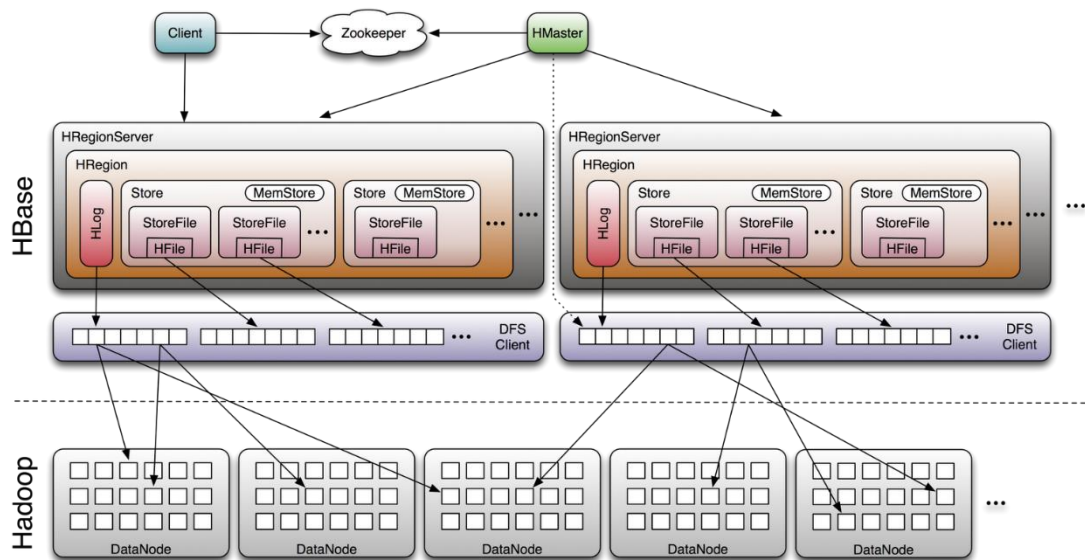 Client
Zookeeper
HMaster
HBase
HRegionServer
HRegion
HLog
Store
MemStore
StoreFile
HFile
StoreFile
HFile
...
Store
MemStore
StoreFile
HFile
...
...
HRegionServer
HRegion
HLog
Store
MemStore
StoreFile
HFile
StoreFile
HFile
...
Store
MemStore
StoreFile
HFile
...
...
...
...
DFS
Client
...
DFS
Client
Hadoop
DataNode
DataNode
DataNode
DataNode
DataNode
...